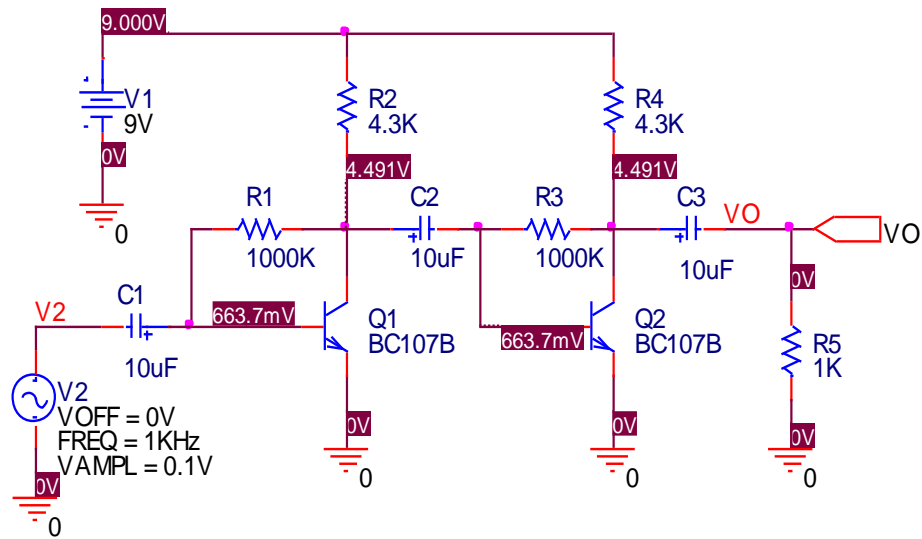 9.000V
V1
9V
0V
0
R2
4.3K
R4
4.3K
4.491V
4.491V
R1
1000K
C2
10uF
R3
1000K
C3
10uF
VO
VO
0V
C1
10uF
V2
663.7mV
Q1
BC107B
663.7mV
Q2
BC107B
R5
1K
V2
VOFF = 0V
FREQ = 1KHz
VAMPL = 0.1V
0V
0
0V
0
0V
0
0V
0